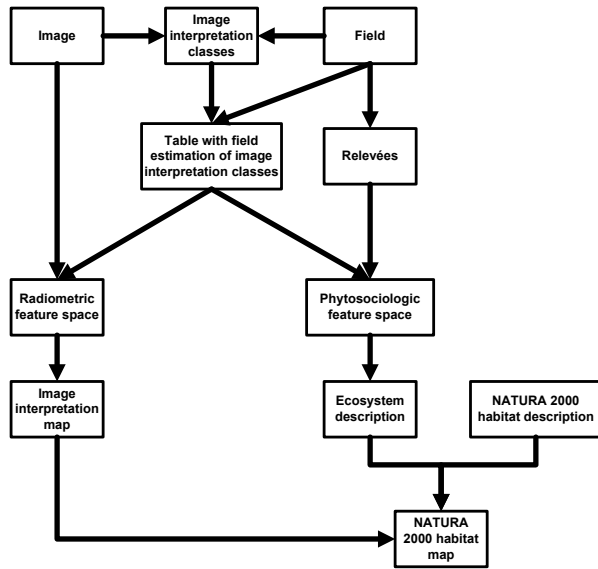 Image
Image
interpretation
classes
Field
Table with field
estimation of image
interpretation classes
Relevées
Radiometric
feature space
Phytosociologic
feature space
Image
interpretation
map
Ecosystem
description
NATURA 2000
habitat description
NATURA
2000 habitat
map